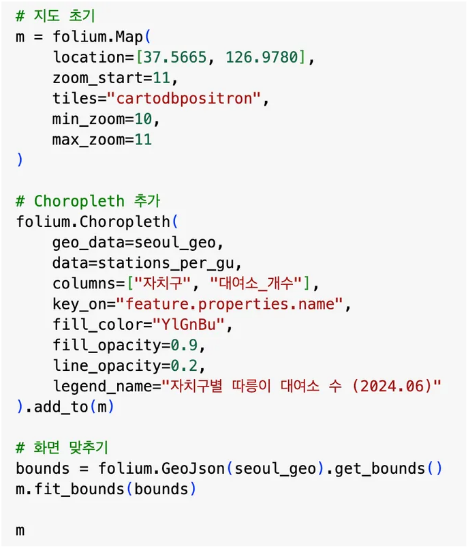 # 지도 초기
m = folium.Map(
    location=[37.5665, 126.9780],
    zoom_start=11,
    tiles="cartodbpositron",
    min_zoom=10,
    max_zoom=11
)

# Choropleth 추가
folium.Choropleth(
    geo_data=seoul_geo,
    data=stations_per_gu,
    columns=["자치구", "대여소_개수"],
    key_on="feature.properties.name",
    fill_color="YlGnBu",
    fill_opacity=0.9,
    line_opacity=0.2,
    legend_name="자치구별 따릉이 대여소 수 (2024.06)"
).add_to(m)

# 화면 맞추기
bounds = folium.GeoJson(seoul_geo).get_bounds()
m.fit_bounds(bounds)

m